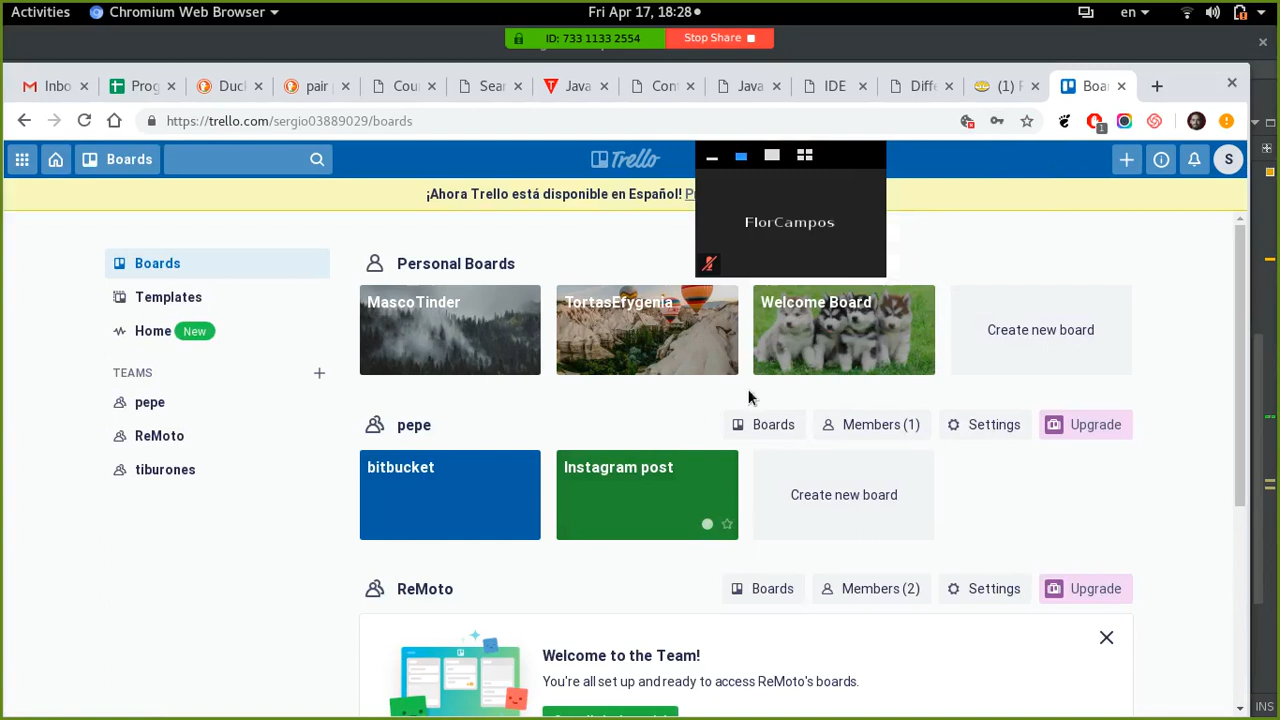 Activities
Chromium Web Browser
Fri Apr 17, 18:28
en
ID: 733 1133 2554
Stop Share
Inbo
Prog
Duck
pair
Cou
Sea
Java
Con
Java
IDE
Diff
(1)
Boa
https://trello.com/sergio03889029/boards
1
Boards
Trello
S
¡Ahora Trello está disponible en Español!
FlorCampos
Boards
Templates
Home
New
TEAMS
pepe
ReMoto
tiburones
Personal Boards
MascoTinder
TortasEfygenia
Welcome Board
Create new board
pepe
Boards
Members (1)
Settings
Upgrade
bitbucket
Instagram post
Create new board
ReMoto
Boards
Members (2)
Settings
Upgrade
Welcome to the Team!
You're all set up and ready to access ReMoto's boards.
INS